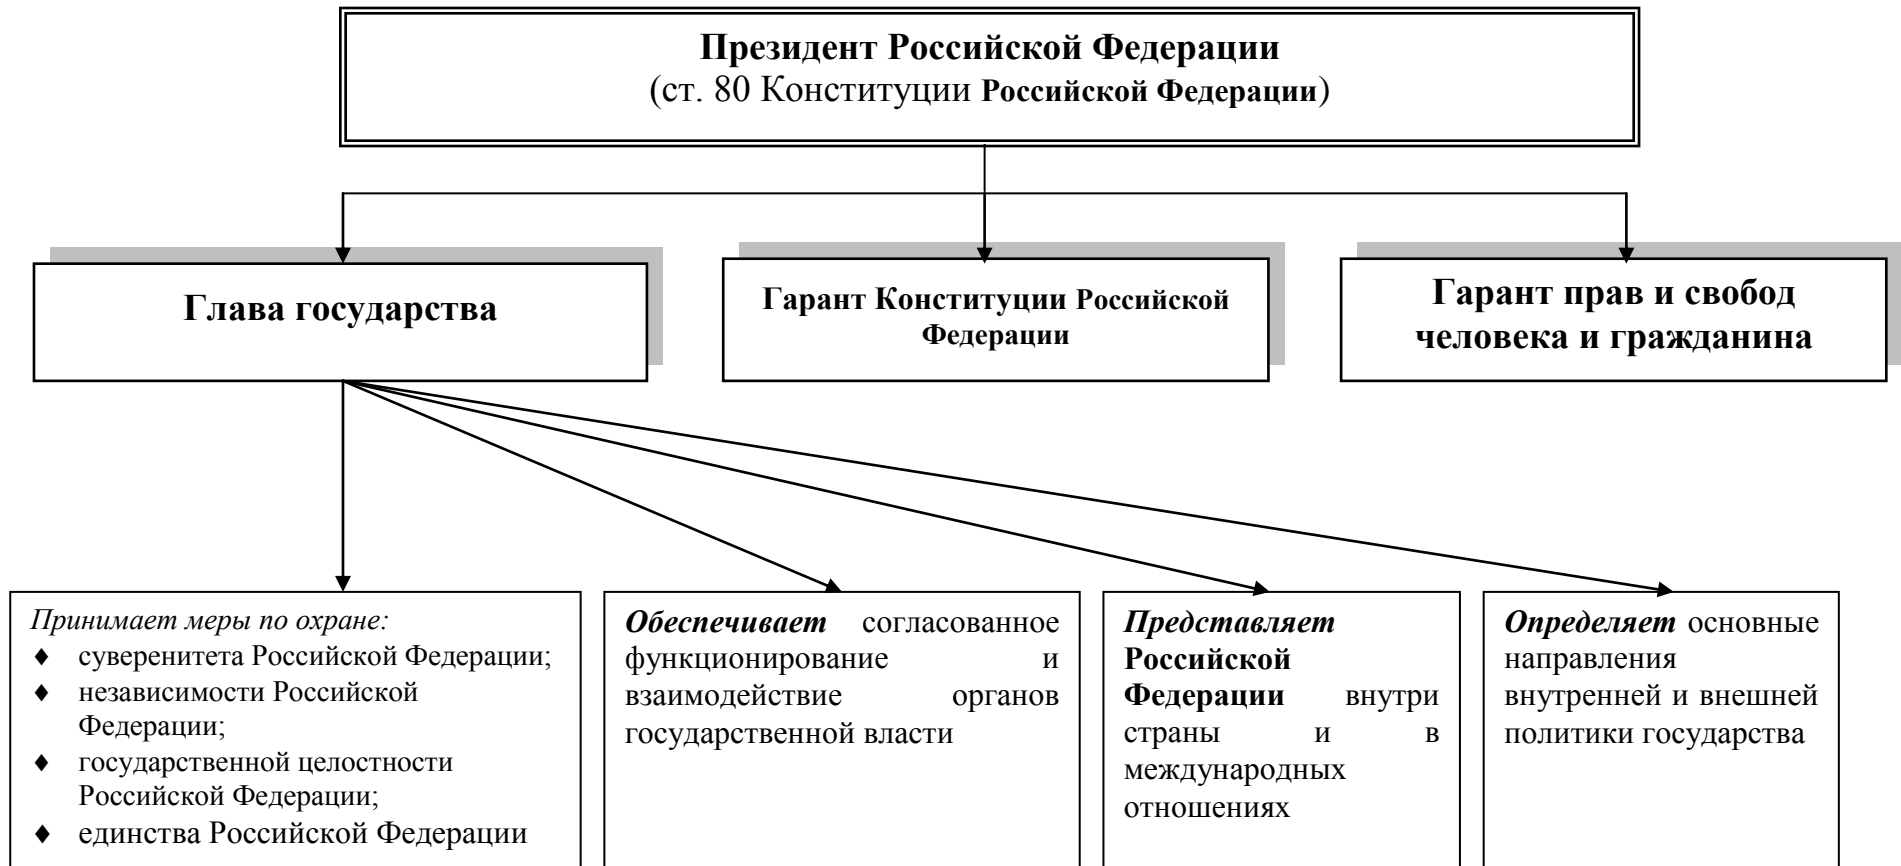 Президент Российской Федерации
(ст. 80 Конституции Российской Федерации)
Глава государства
Гарант Конституции Российской
Федерации
Гарант прав и свобод
человека и гражданина
Принимает меры по охране:
♦ суверенитета Российской Федерации;
♦ независимости Российской
Федерации;
♦ государственной целостности
Российской Федерации;
♦ единства Российской Федерации
Обеспечивает согласованное
функционирование и
взаимодействие органов
государственной власти
Представляет
Российской
Федерации внутри
страны и в
международных
отношениях
Определяет основные
направления
внутренней и внешней
политики государства